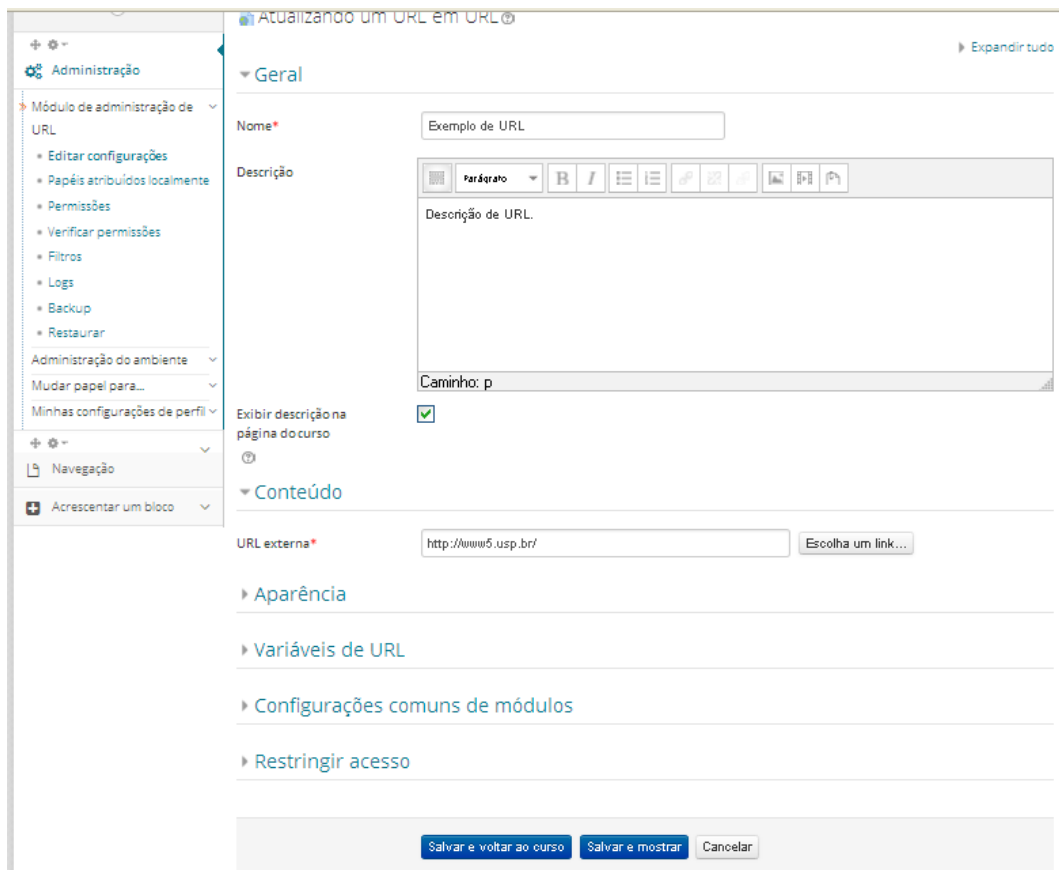 Atualizando um URL em URL
Expandir tudo
Administração
Módulo de administração de
URL
Editar configurações
Papéis atribuídos localmente
Permissões
Verificar permissões
Filtros
Logs
Backup
Restaurar
Administração do ambiente
Mudar papel para...
Minhas configurações de perfil
Navegação
Acrescentar um bloco
Geral
Nome*
Exemplo de URL
Descrição
Parágrafo
B I
Descrição de URL.
Caminho: p
Exibir descrição na
página do curso
Conteúdo
URL externa*
http://www5.usp.br/
Escolha um link...
Aparência
Variáveis de URL
Configurações comuns de módulos
Restringir acesso
Salvar e voltar ao curso
Salvar e mostrar
Cancelar